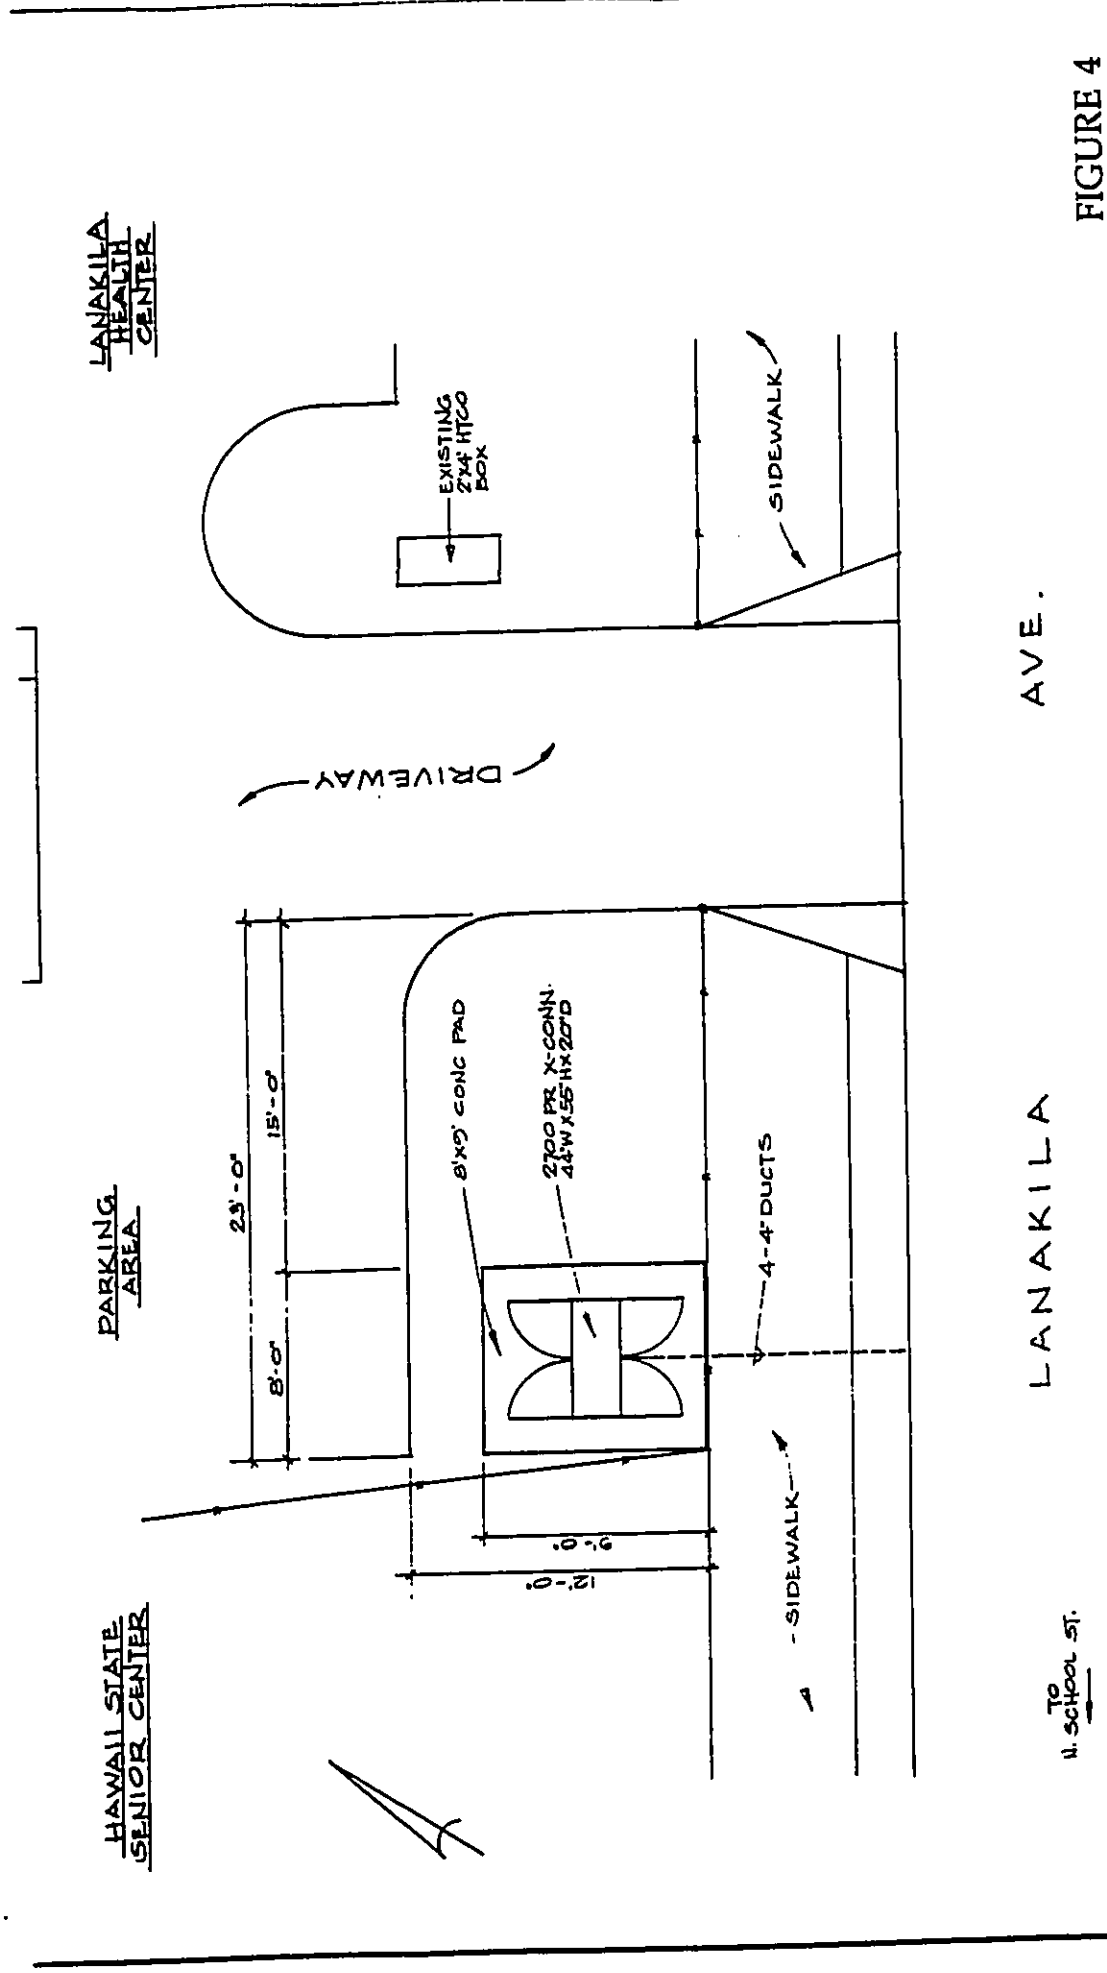 HAWAII STATE
SENIOR CENTER
PARKING
AREA
LANAKILA
HEALTH
CENTER
23'-0"
8'-0"
15'-0"
12'-0"
9'-0"
8'X9' CONC PAD
2700 PR X-CONN.
44"W X 55"H X 20"D
DRIVEWAY
EXISTING
2'X4' HTCO
BOX
4-4" DUCTS
SIDEWALK
SIDEWALK
TO
N. SCHOOL ST.
LANAKILA AVE.
FIGURE 4